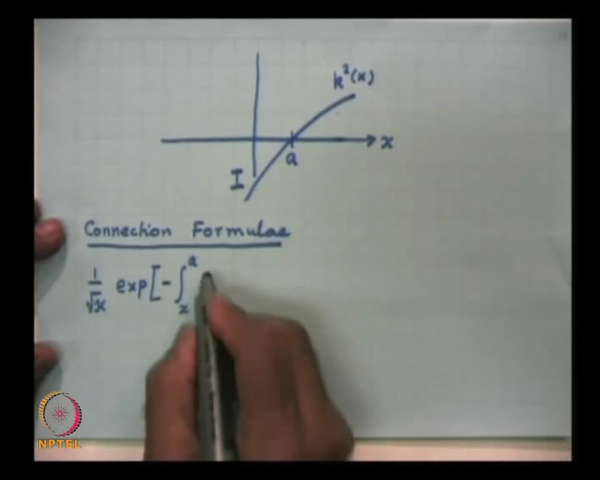 k²(x)
x
a
I
Connection Formulae
1/√x exp[-∫ₓᵃ
NPTEL